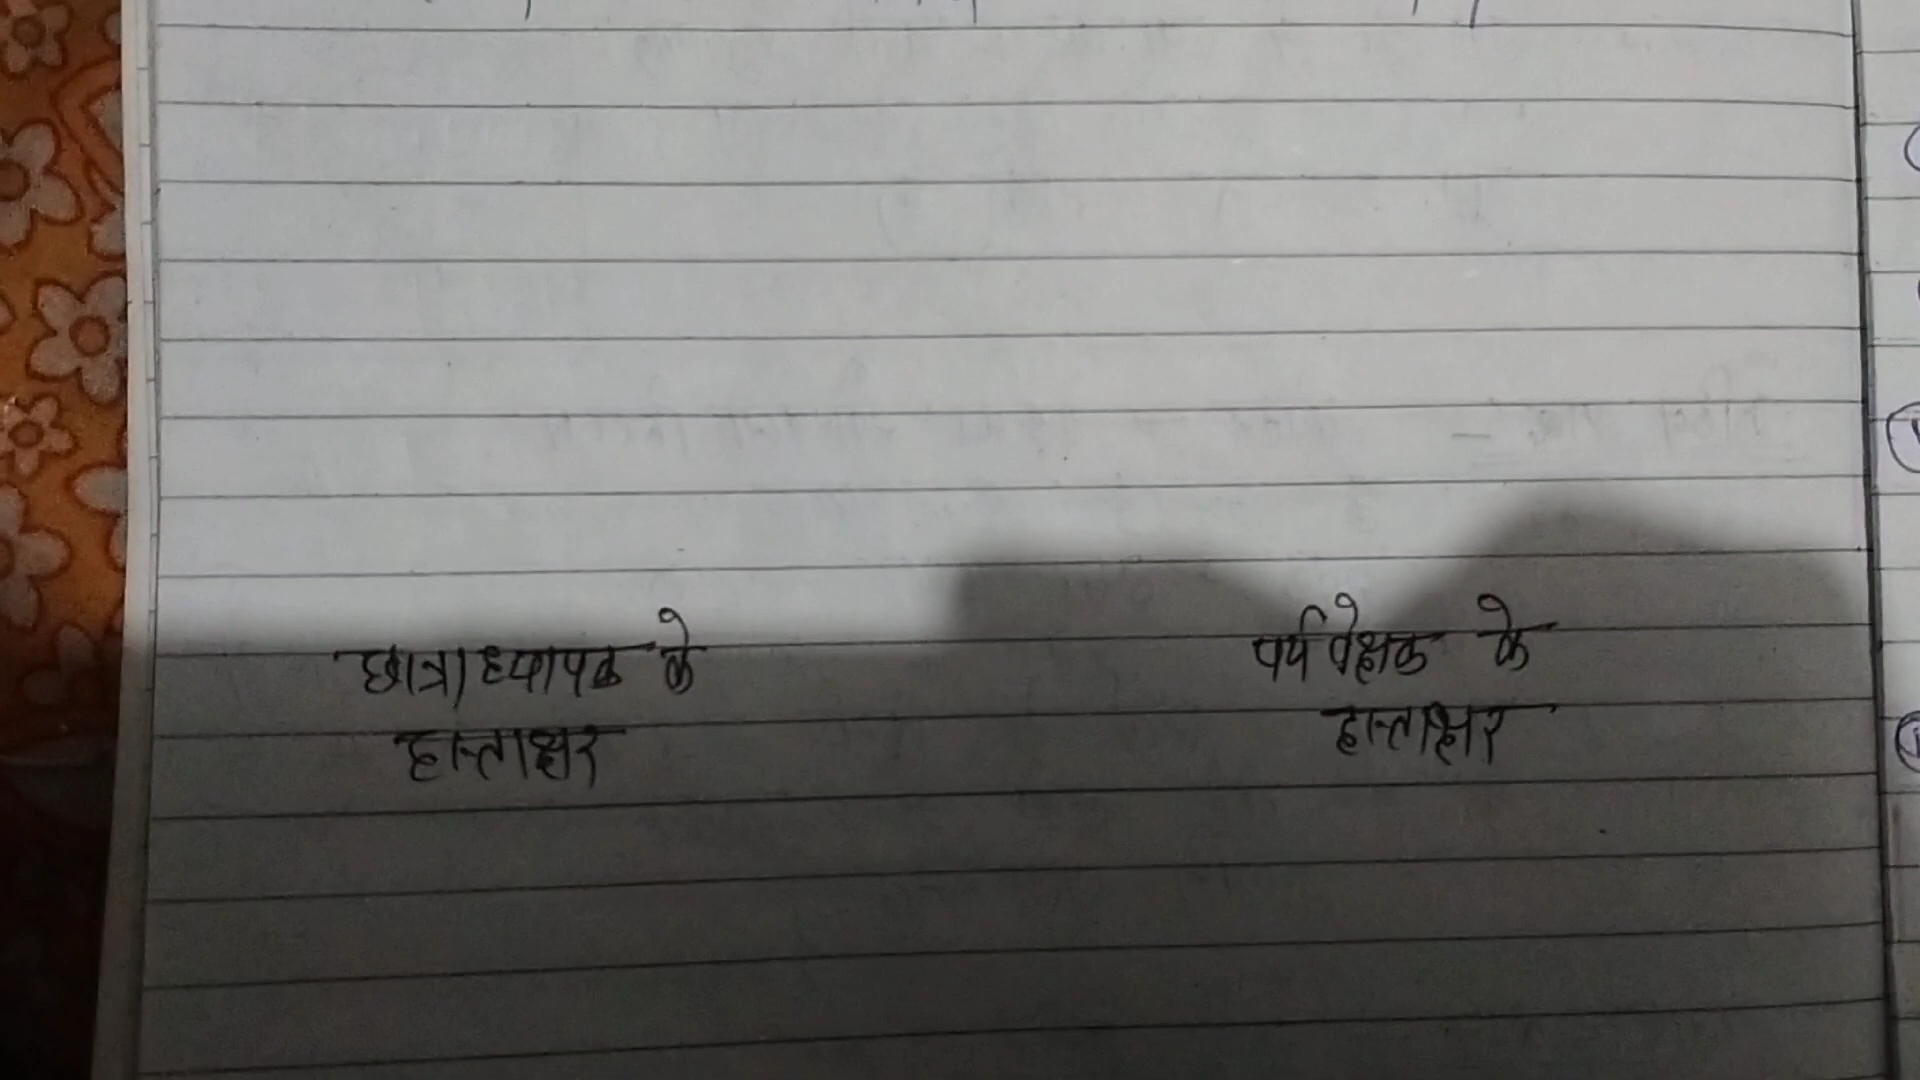 छात्राध्यापक के
हस्ताक्षर
पर्यवेक्षक के
हस्ताक्षर